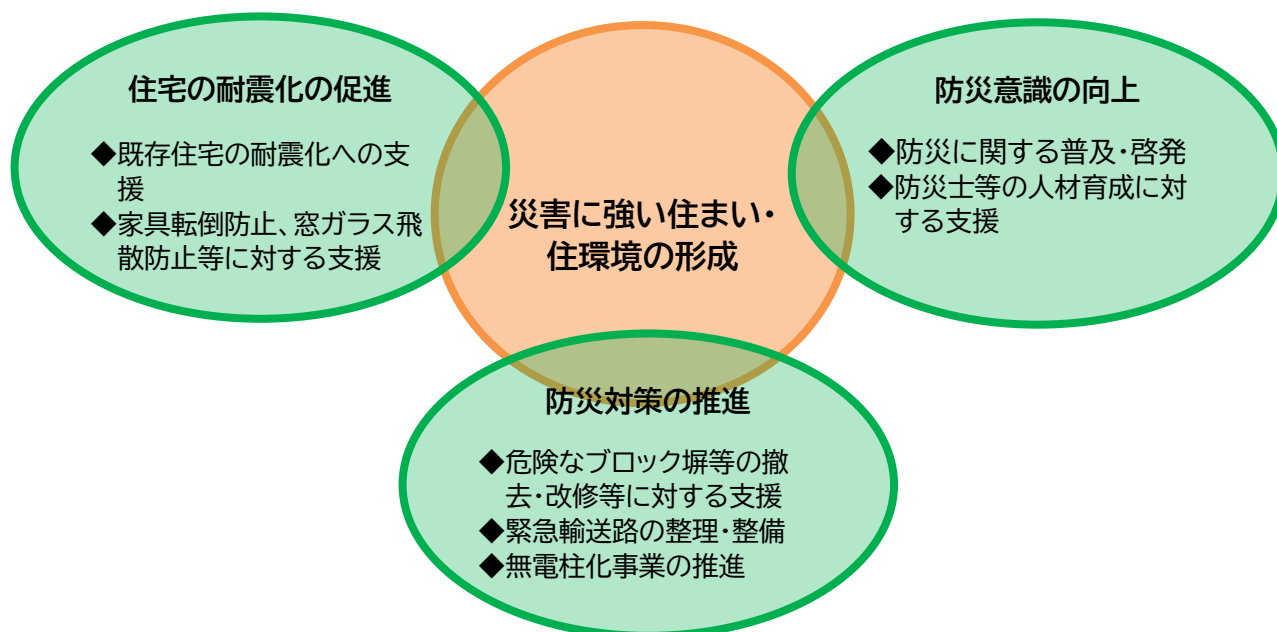 住宅の耐震化の促進
◆既存住宅の耐震化への支
援
◆家具転倒防止、窓ガラス飛
散防止等に対する支援
災害に強い住まい・
住環境の形成
防災意識の向上
◆防災に関する普及・啓発
◆防災士等の人材育成に対
する支援
防災対策の推進
◆危険なブロック塀等の撤
去・改修等に対する支援
◆緊急輸送路の整理・整備
◆無電柱化事業の推進